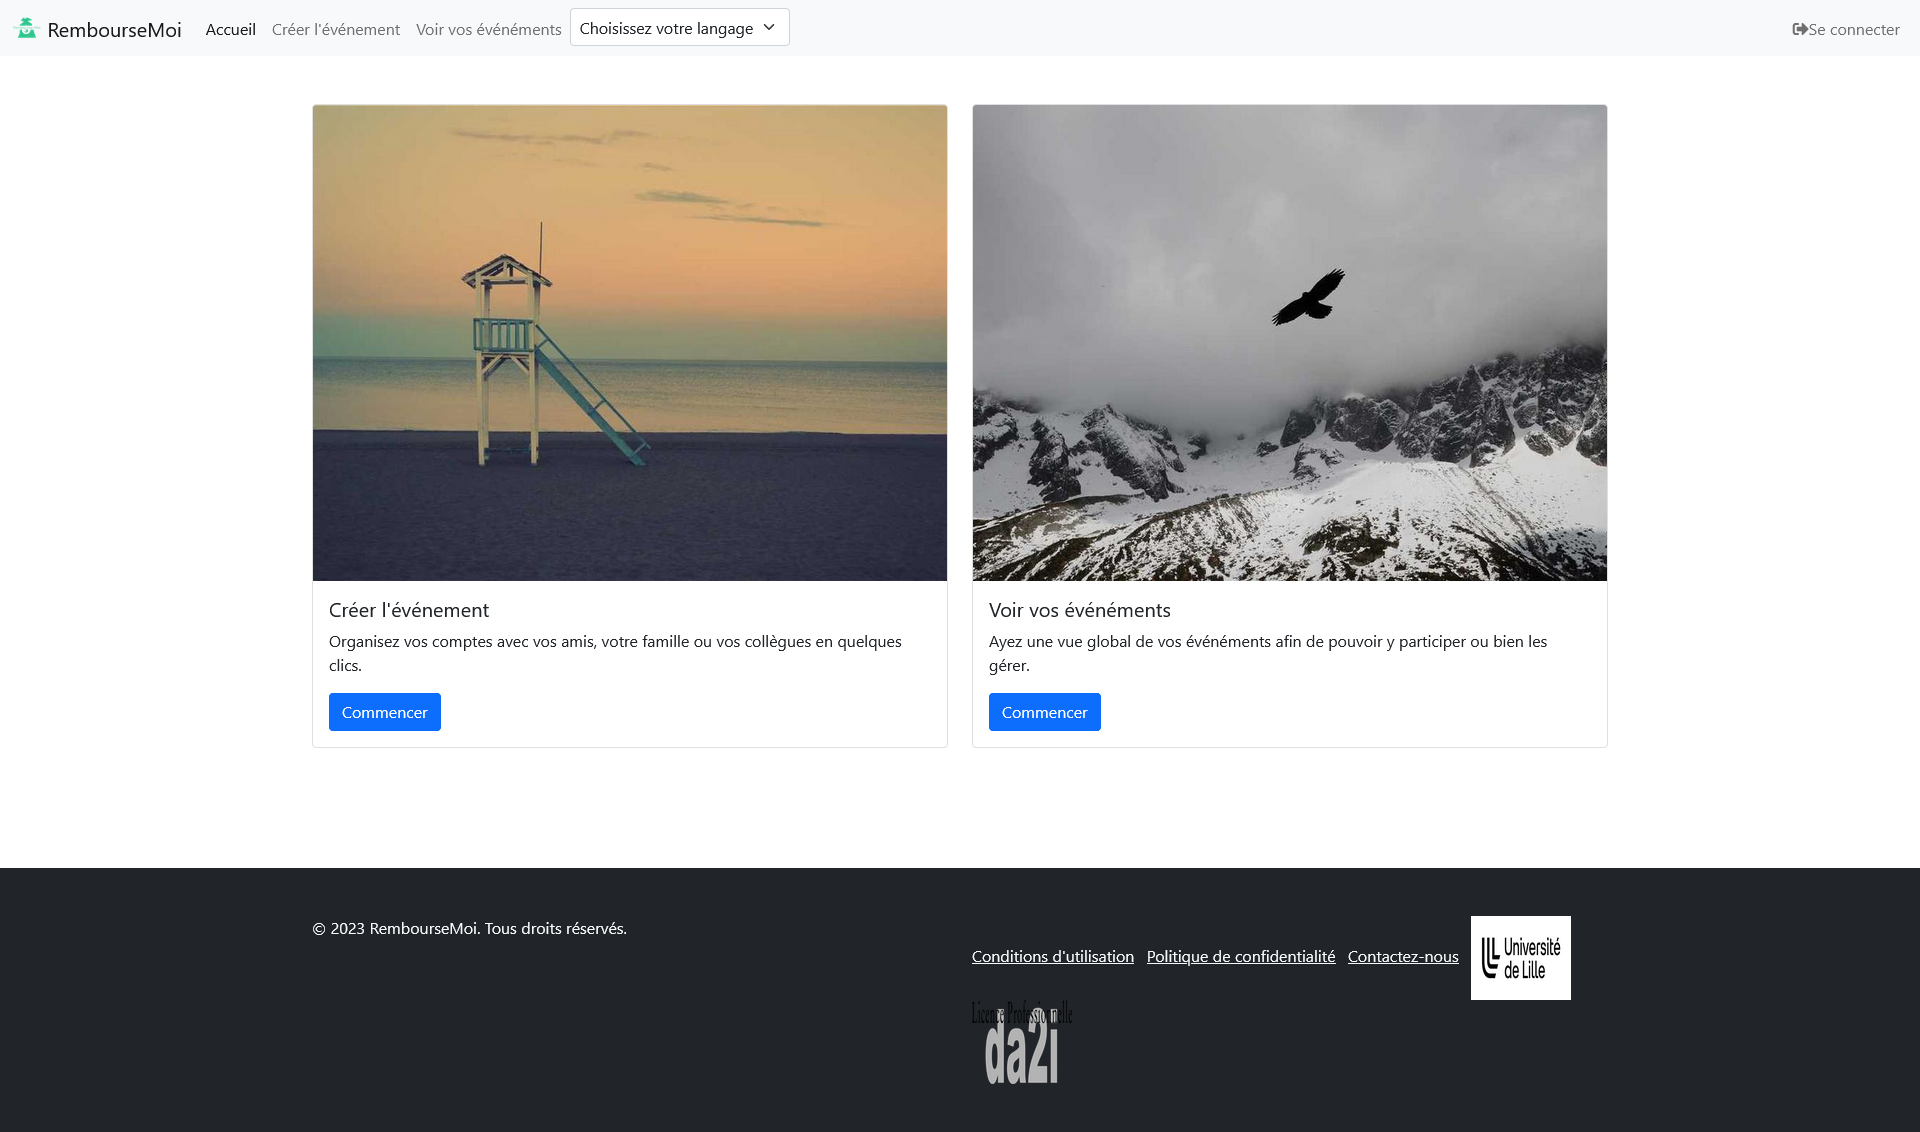 RembourseMoi
Accueil
Créer l'événement
Voir vos événéments
Choisissez votre langage
Se connecter
Créer l'événement
Organisez vos comptes avec vos amis, votre famille ou vos collègues en quelques
clics.
Commencer
Voir vos événéments
Ayez une vue global de vos événéments afin de pouvoir y participer ou bien les
gérer.
Commencer
© 2023 RembourseMoi. Tous droits réservés.
Conditions d'utilisation
Politique de confidentialité
Contactez-nous
Université
de Lille
Licence Professionnelle
da2i